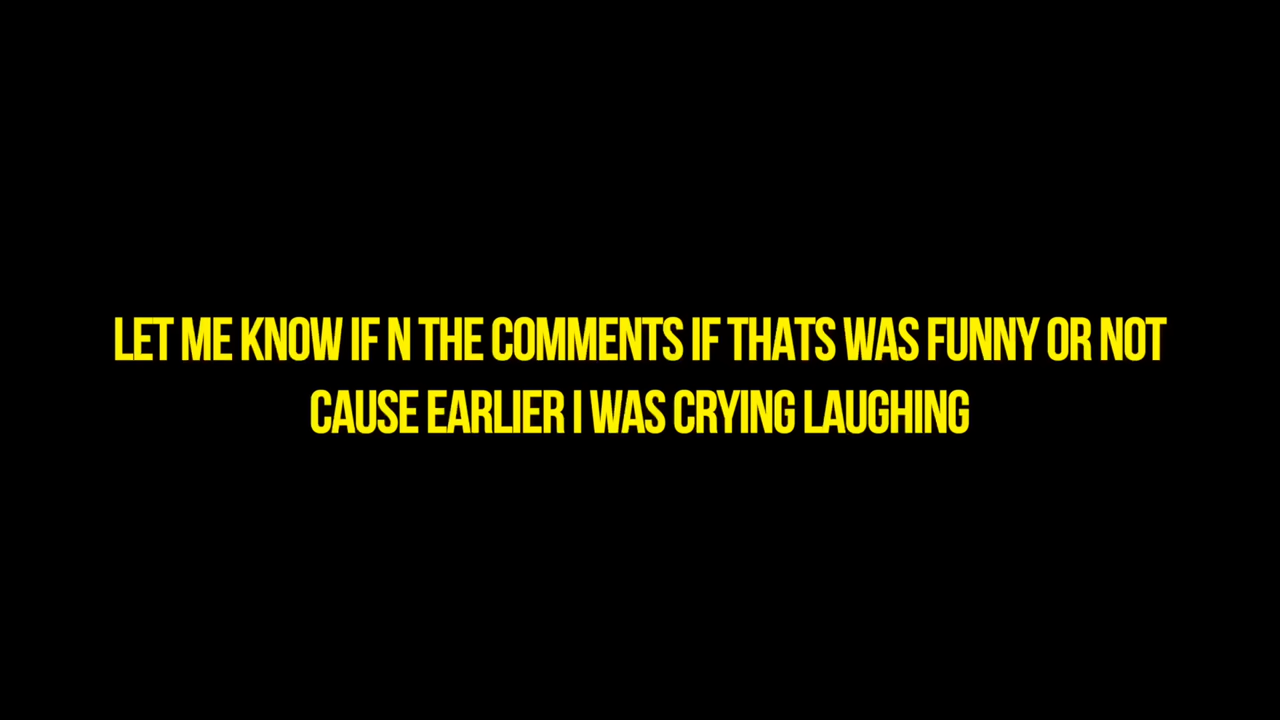 LET ME KNOW IF N THE COMMENTS IF THATS WAS FUNNY OR NOT
CAUSE EARLIER I WAS CRYING LAUGHING